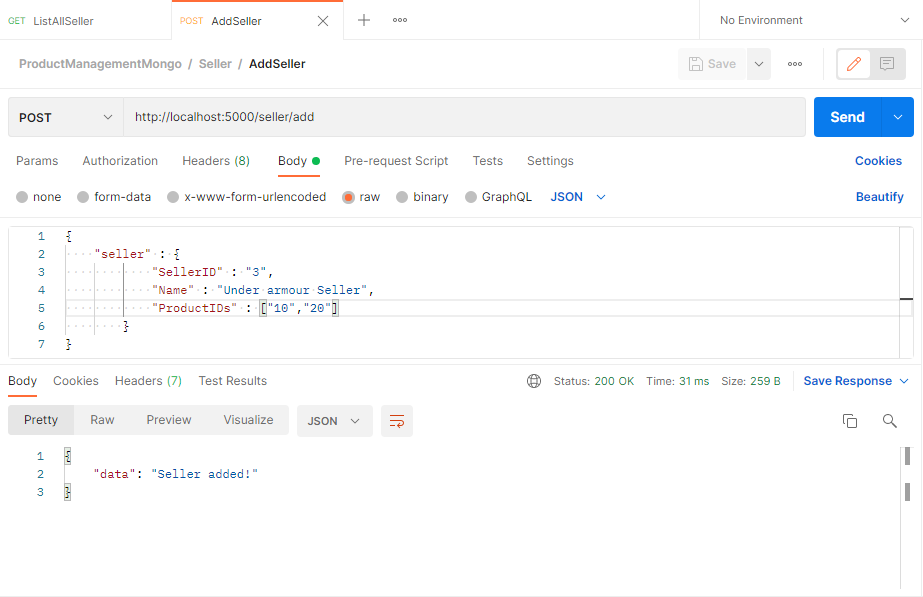 GET ListAllSeller POST AddSeller No Environment
ProductManagementMongo / Seller / AddSeller Save
POST http://localhost:5000/seller/add Send
Params Authorization Headers (8) Body Pre-request Script Tests Settings Cookies
none form-data x-www-form-urlencoded raw binary GraphQL JSON Beautify
1 {
2 "seller" : {
3 "SellerID" : "3",
4 "Name" : "Under armour Seller",
5 "ProductIDs" : ["10","20"]
6 }
7 }
Body Cookies Headers (7) Test Results Status: 200 OK Time: 31 ms Size: 259 B Save Response
Pretty Raw Preview Visualize JSON
1 {
2 "data": "Seller added!"
3 }